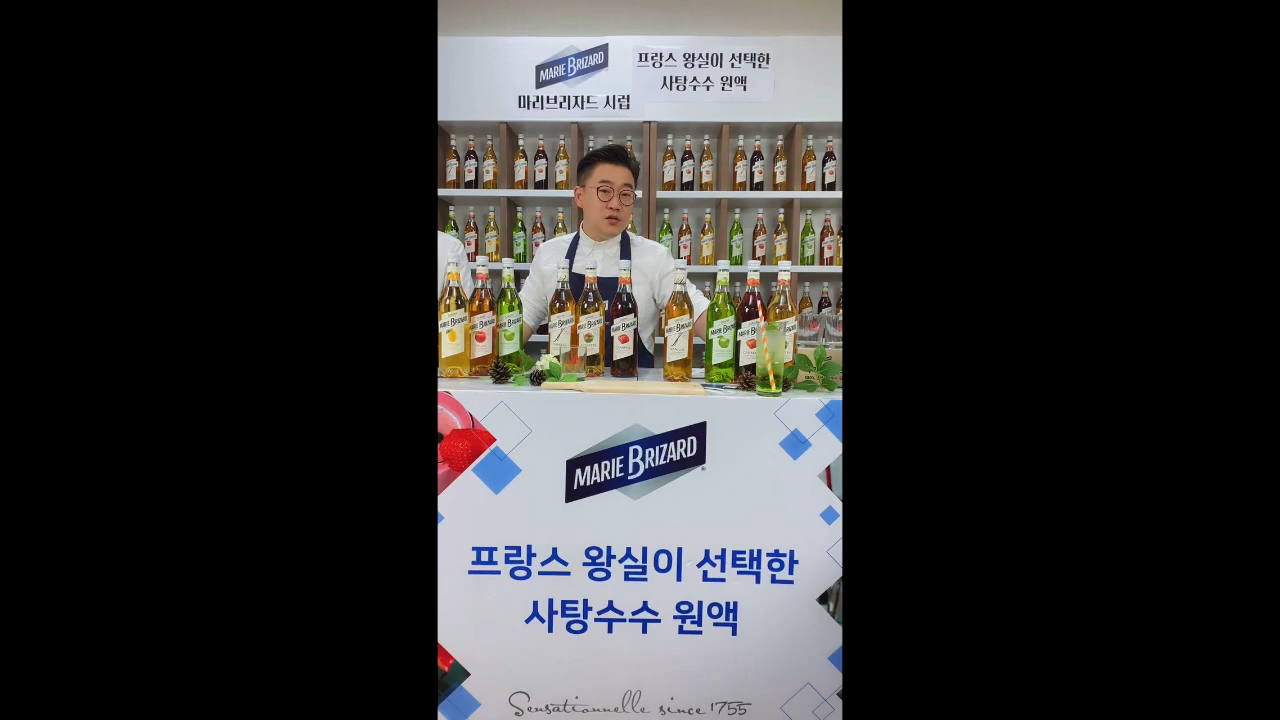 MARIE BRIZARD
마리브리자드 시럽
프랑스 왕실이 선택한
사탕수수 원액
MARIE BRIZARD
프랑스 왕실이 선택한
사탕수수 원액
Sensationnelle since 1755